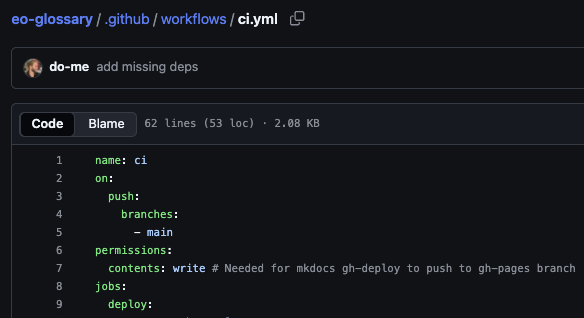 eo-glossary / .github / workflows / ci.yml
do-me add missing deps
Code Blame 62 lines (53 loc) · 2.08 KB
1 name: ci
2 on:
3 push:
4 branches:
5 - main
6 permissions:
7 contents: write # Needed for mkdocs gh-deploy to push to gh-pages branch
8 jobs:
9 deploy: